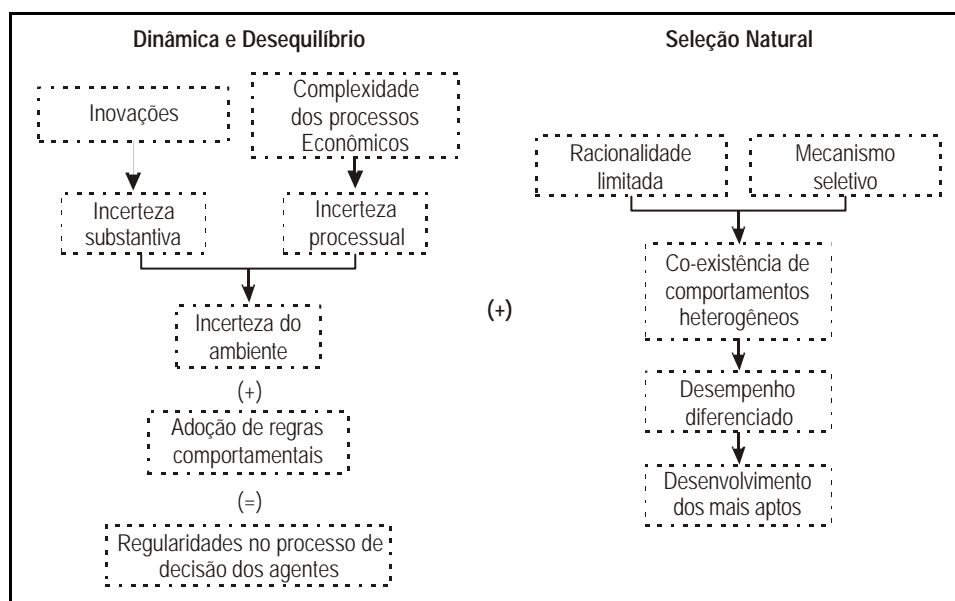 Dinâmica e Desequilíbrio
Inovações
Complexidade
dos processos
Econômicos
Incerteza
substantiva
Incerteza
processual
Incerteza do
ambiente
(+)
Adoção de regras
comportamentais
(=)
Regularidades no processo de
decisão dos agentes
(+)
Seleção Natural
Racionalidade
limitada
Mecanismo
seletivo
Co-existência de
comportamentos
heterogêneos
Desempenho
diferenciado
Desenvolvimento
dos mais aptos